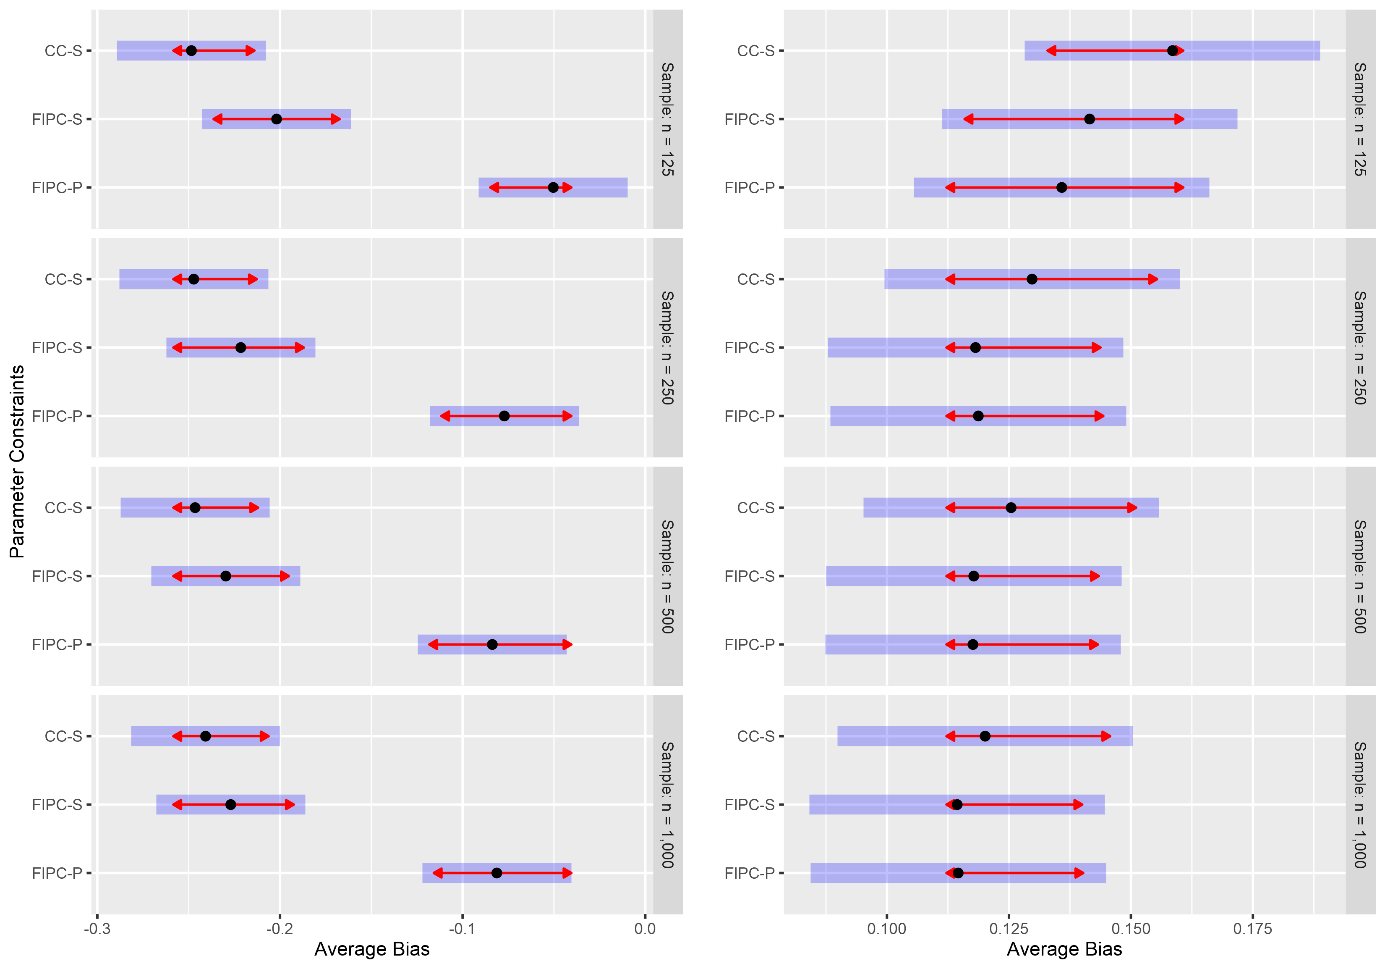 Parameter Constraints
CC-S
FIPC-S
FIPC-P
Sample: n = 125
CC-S
FIPC-S
FIPC-P
Sample: n = 250
CC-S
FIPC-S
FIPC-P
Sample: n = 500
CC-S
FIPC-S
FIPC-P
Sample: n = 1,000
-0.3 -0.2 -0.1 0.0
Average Bias
CC-S
FIPC-S
FIPC-P
Sample: n = 125
CC-S
FIPC-S
FIPC-P
Sample: n = 250
CC-S
FIPC-S
FIPC-P
Sample: n = 500
CC-S
FIPC-S
FIPC-P
Sample: n = 1,000
0.100 0.125 0.150 0.175
Average Bias